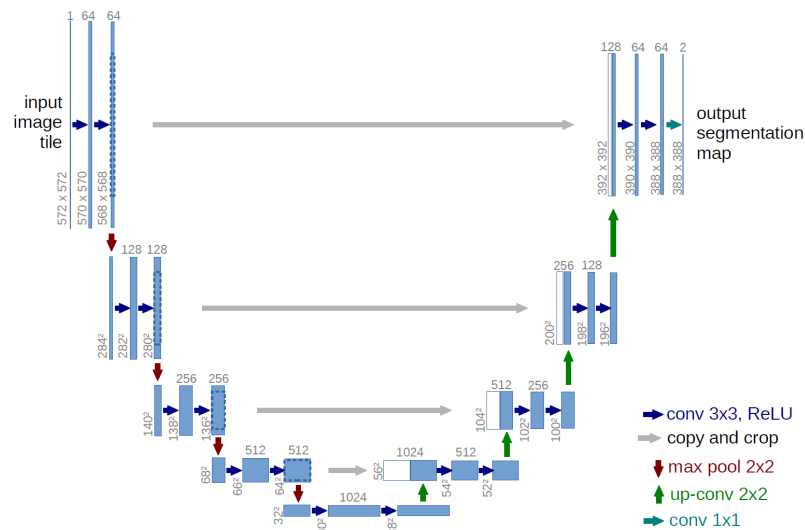 1 64 64
input
image
tile
572 x 572
570 x 570
568 x 568
128 64 64 2
output
segmentation
map
392 x 392
390 x 390
388 x 388
388 x 388
128 128
284²
282²
280²
256 128
200²
198²
196²
256 256
140²
138²
136²
512 256
104²
102²
100²
512 512
68²
66²
64²
1024 512
56²
54²
52²
1024
32²
conv 3x3, ReLU
copy and crop
max pool 2x2
up-conv 2x2
conv 1x1